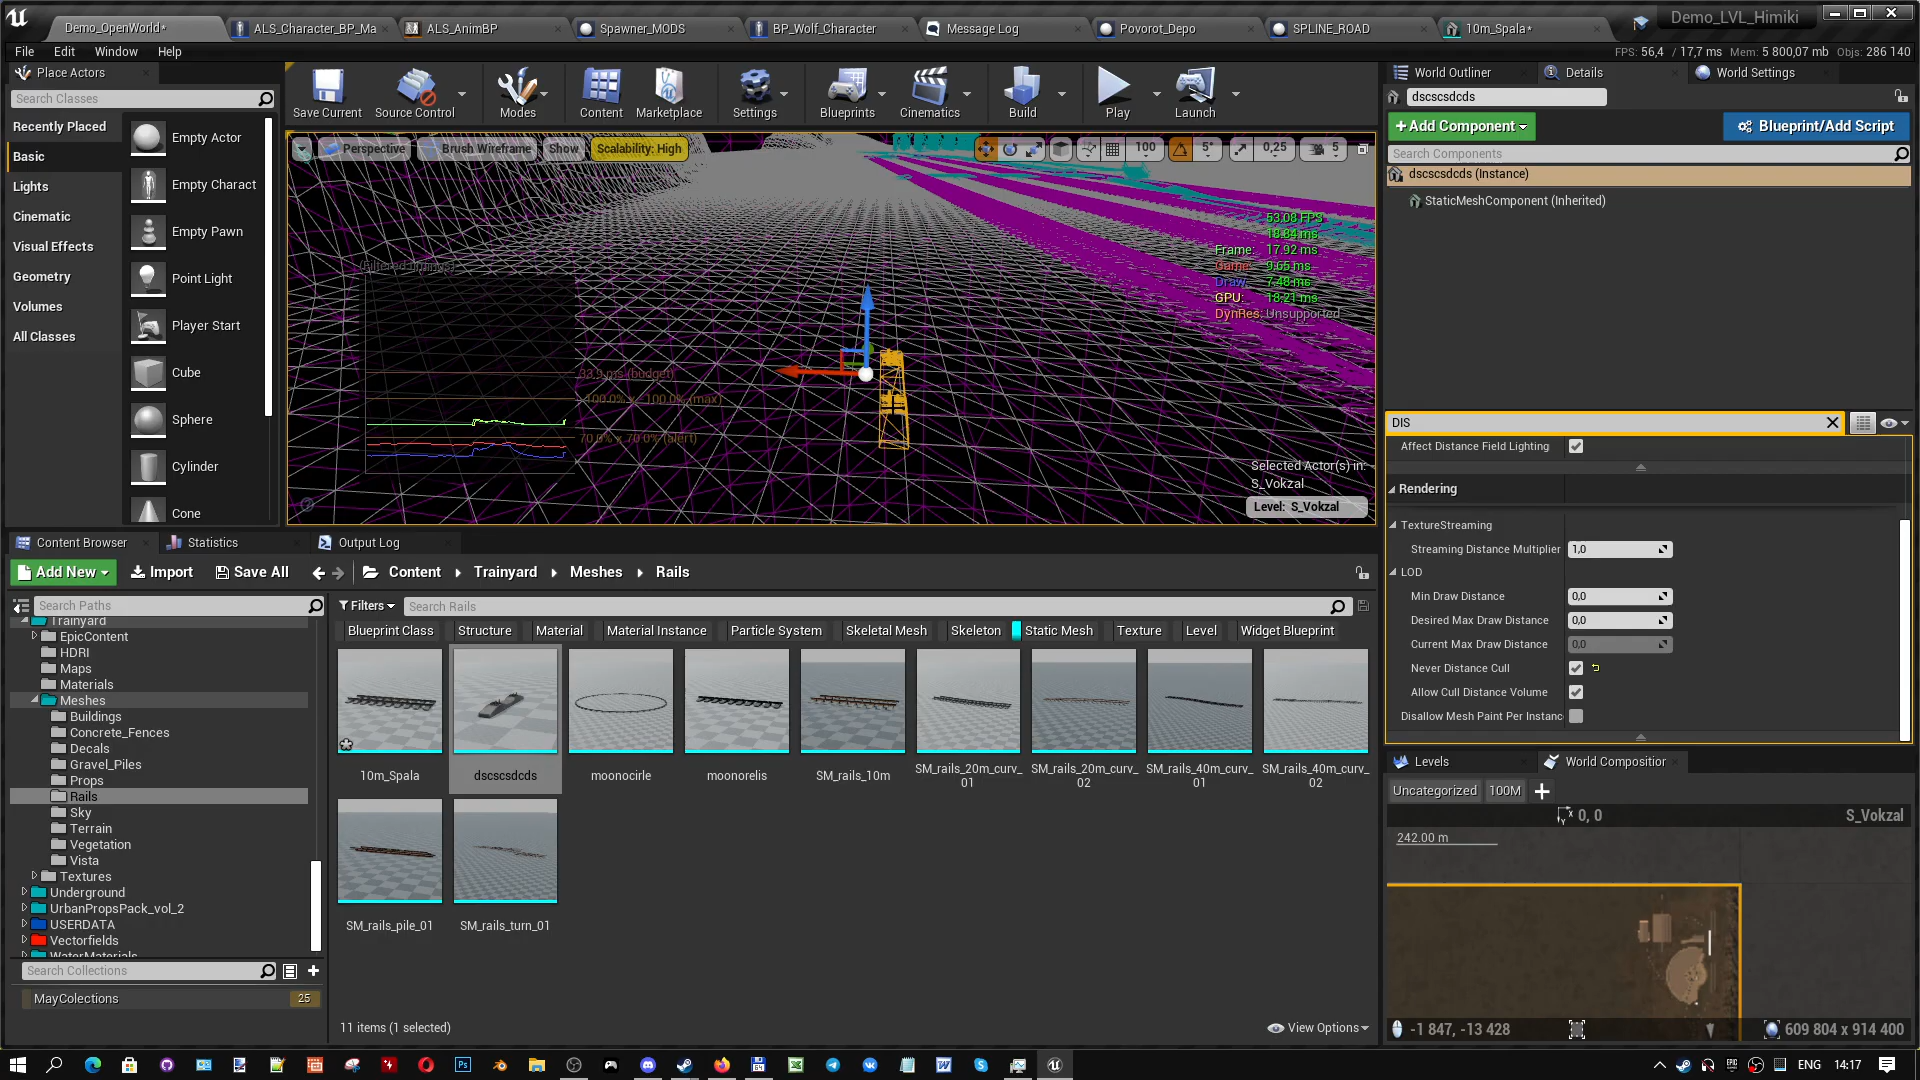 Demo_OpenWorld*
ALS_Character_BP_Ma
ALS_AnimBP
Spawner_MODS
BP_Wolf_Character
Message Log
Povorot_Depo
SPLINE_ROAD
10m_Spala*
Demo_LVL_Himiki
File Edit Window Help
FPS: 56,4 / 17,7 ms Mem: 5 800,07 mb Objs: 286 140
Place Actors
Search Classes
Recently Placed
Basic
Lights
Cinematic
Visual Effects
Geometry
Volumes
All Classes
Empty Actor
Empty Charact
Empty Pawn
Point Light
Player Start
Cube
Sphere
Cylinder
Cone
Save Current
Source Control
Modes
Content
Marketplace
Settings
Blueprints
Cinematics
Build
Play
Launch
Perspective
Brush Wireframe
Show
Scalability: High
100
5°
0,25
5
53.08 FPS
18.84 ms
Frame: 17.92 ms
Game: 9.65 ms
Draw: 7.48 ms
GPU: 18.21 ms
DynRes: Unsupported
(Filtered timings)
33.9 ms (budget)
100.0% x 100.0% (max)
70.0% x 70.0% (alert)
Selected Actor(s) in:
S_Vokzal
Level: S_Vokzal
World Outliner
Details
World Settings
dscscsdcds
+Add Component
Blueprint/Add Script
Search Components
dscscsdcds (Instance)
StaticMeshComponent (Inherited)
DIS
Affect Distance Field Lighting
Rendering
TextureStreaming
Streaming Distance Multiplier 1,0
LOD
Min Draw Distance 0,0
Desired Max Draw Distance 0,0
Current Max Draw Distance 0,0
Never Distance Cull
Allow Cull Distance Volume
Disallow Mesh Paint Per Instanc
Levels
World Compositior
Uncategorized 100M +
0, 0
S_Vokzal
242.00 m
-1 847, -13 428
609 804 x 914 400
Content Browser
Statistics
Output Log
Add New
Import
Save All
Content
Trainyard
Meshes
Rails
Search Paths
Filters
Search Rails
Blueprint Class
Structure
Material
Material Instance
Particle System
Skeletal Mesh
Skeleton
Static Mesh
Texture
Level
Widget Blueprint
Trainyard
EpicContent
HDRI
Maps
Materials
Meshes
Buildings
Concrete_Fences
Decals
Gravel_Piles
Props
Rails
Sky
Terrain
Vegetation
Vista
Textures
Underground
UrbanPropsPack_vol_2
USERDATA
Vectorfields
WaterMaterials
Search Collections
MayColections 25
10m_Spala
dscscsdcds
moonocirle
moonorelis
SM_rails_10m
SM_rails_20m_curv_01
SM_rails_20m_curv_02
SM_rails_40m_curv_01
SM_rails_40m_curv_02
SM_rails_pile_01
SM_rails_turn_01
11 items (1 selected)
View Options
ENG
14:17